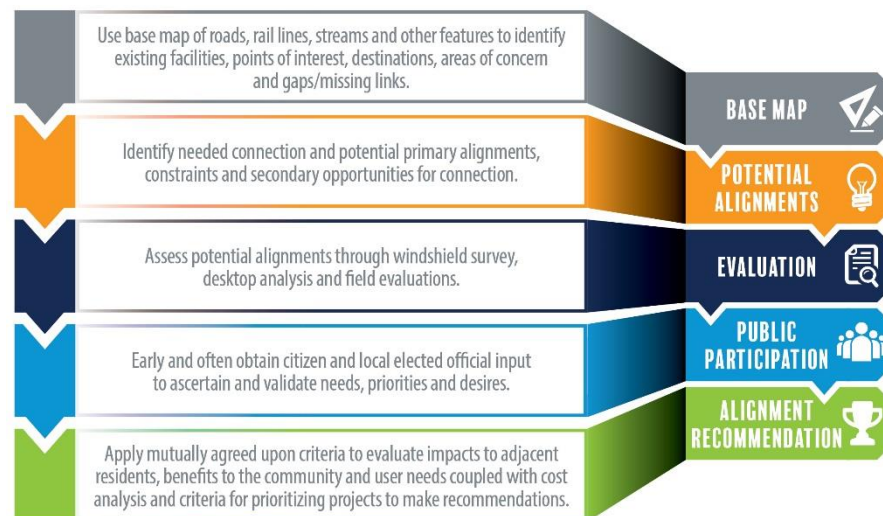 Use base map of roads, rail lines, streams and other features to identify
existing facilities, points of interest, destinations, areas of concern
and gaps/missing links.
BASE MAP
Identify needed connection and potential primary alignments,
constraints and secondary opportunities for connection.
POTENTIAL
ALIGNMENTS
Assess potential alignments through windshield survey,
desktop analysis and field evaluations.
EVALUATION
Early and often obtain citizen and local elected official input
to ascertain and validate needs, priorities and desires.
PUBLIC
PARTICIPATION
Apply mutually agreed upon criteria to evaluate impacts to adjacent
residents, benefits to the community and user needs coupled with cost
analysis and criteria for prioritizing projects to make recommendations.
ALIGNMENT
RECOMMENDATION